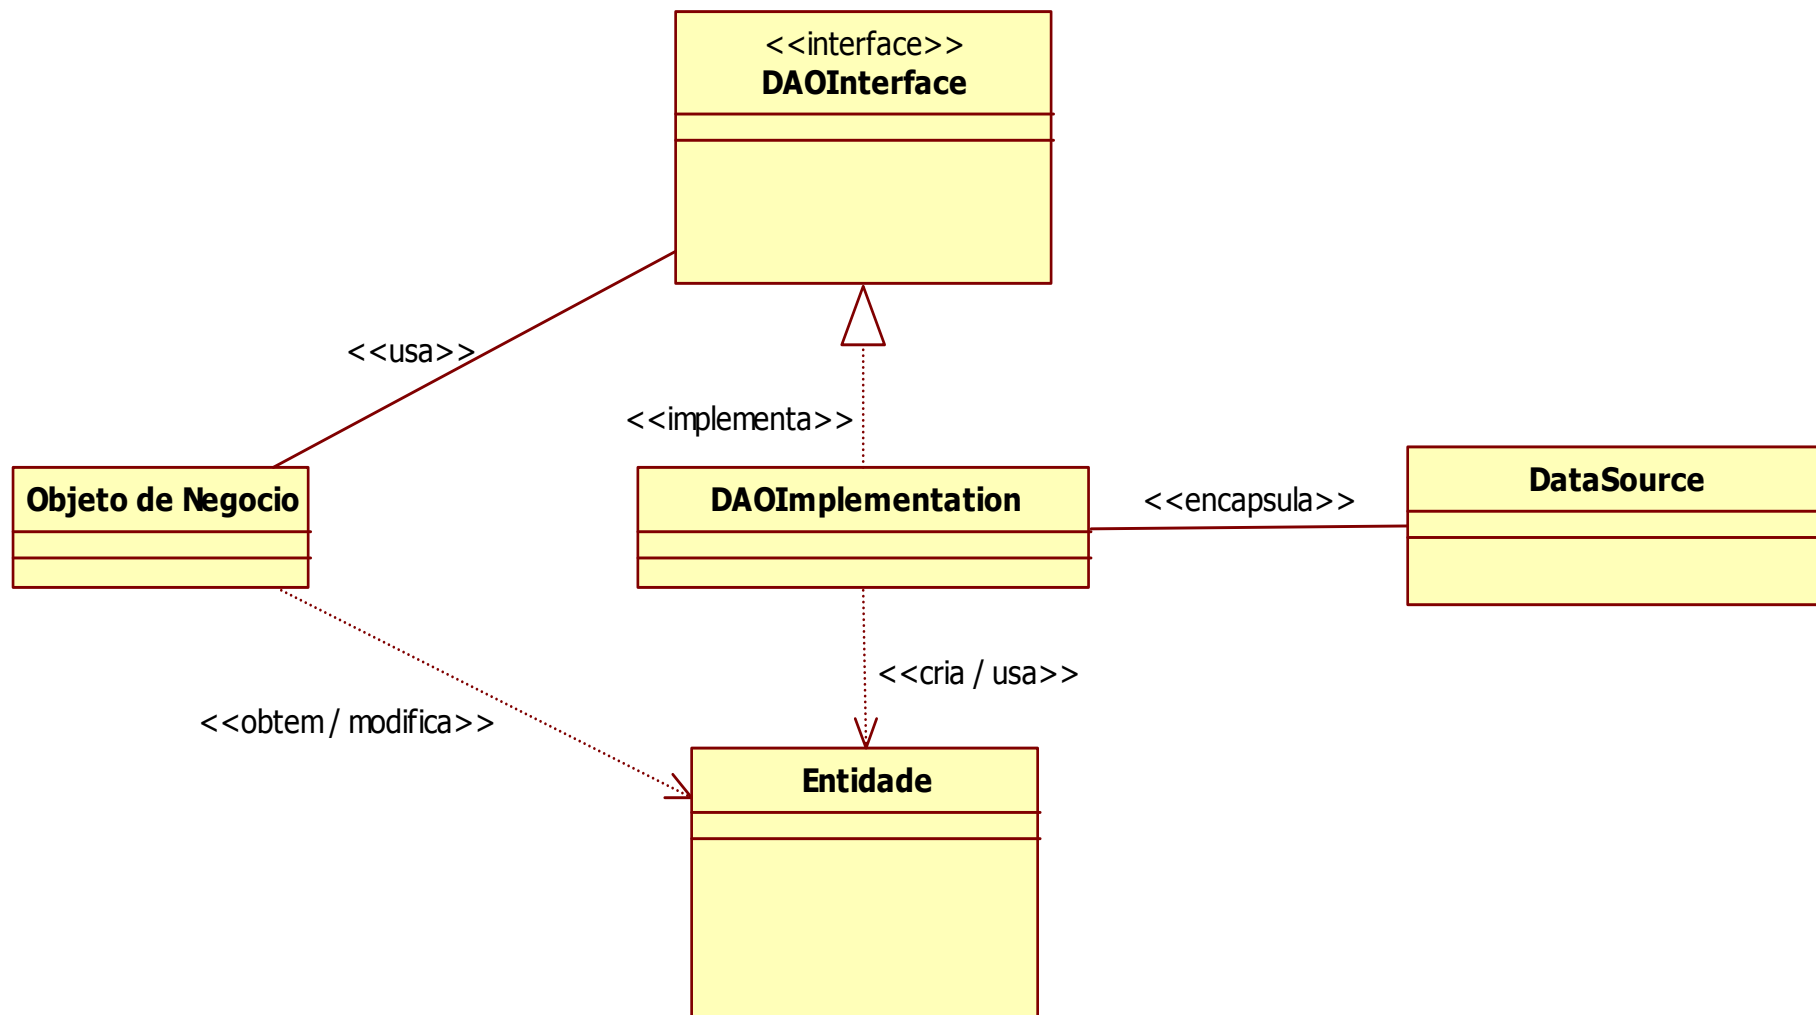 <<interface>>
DAOInterface
<<usa>>
<<implementa>>
Objeto de Negocio
DAOImplementation
<<encapsula>>
DataSource
<<cria / usa>>
<<obtem / modifica>>
Entidade